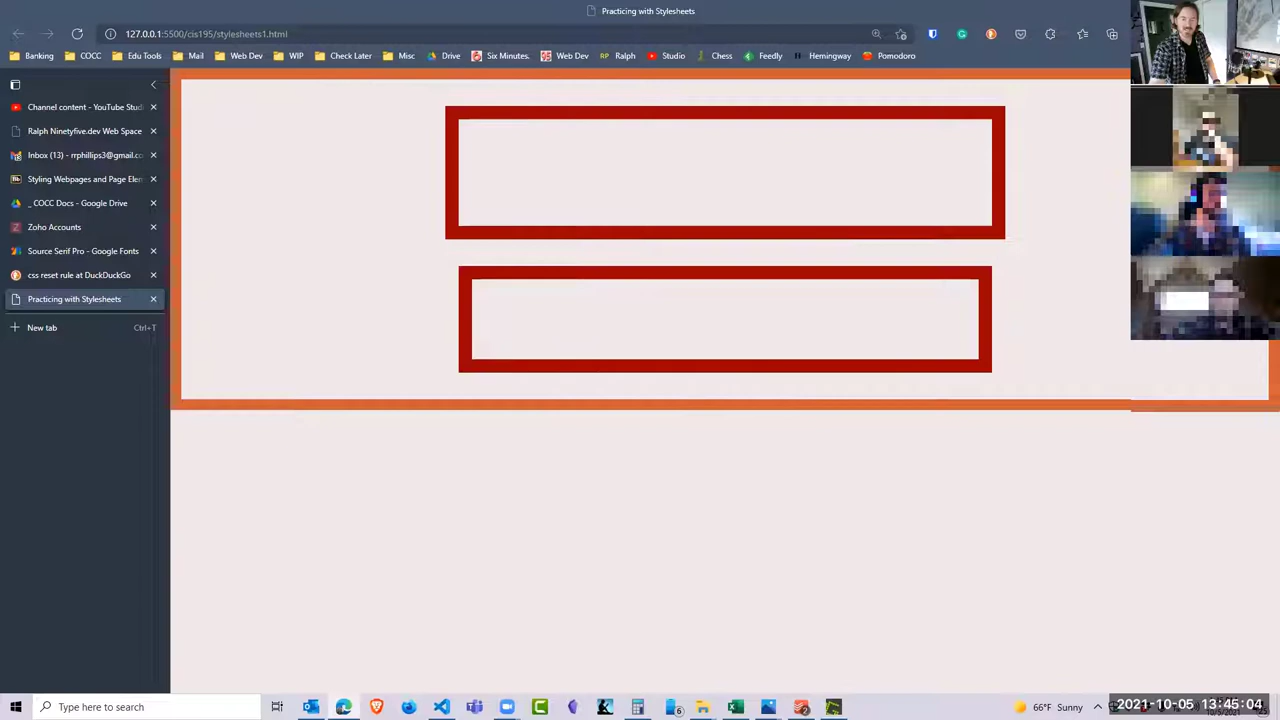 Practicing with Stylesheets
127.0.0.1:5500/cis195/stylesheets1.html
Banking COCC Edu Tools Mail Web Dev WIP Check Later Misc Drive Six Minutes. Web Dev Ralph Studio Chess Feedly Hemingway Pomodoro
Channel content - YouTube Stud
Ralph Ninetyfive.dev Web Space
Inbox (13) - rrphillips3@gmail.co
Styling Webpages and Page Elem
_ COCC Docs - Google Drive
Zoho Accounts
Source Serif Pro - Google Fonts
css reset rule at DuckDuckGo
Practicing with Stylesheets
New tab Ctrl+T
Type here to search
66°F Sunny
2021-10-05 13:45:04